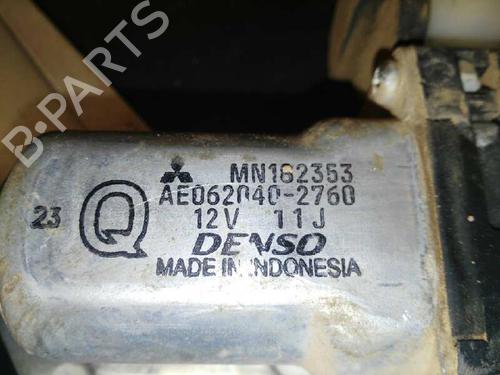 B-PARTS
MN182353
AE062040-2760
23 Q 12V 11J
DENSO
MADE IN INDONESIA